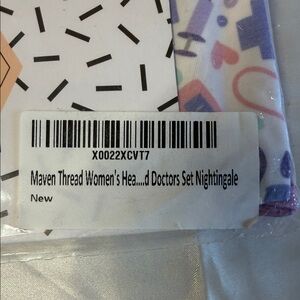 X0022XCVT7
Maven Thread Women's Hea....d Doctors Set Nightingale
New